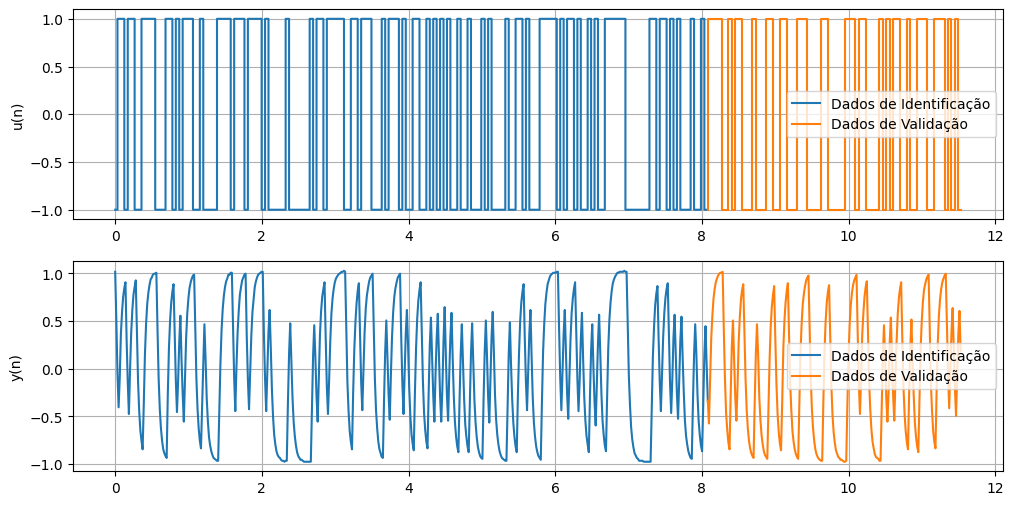 1.0
0.5
0.0
−0.5
−1.0
u(n)
Dados de Identificação
Dados de Validação
0 2 4 6 8 10 12
1.0
0.5
0.0
−0.5
−1.0
y(n)
Dados de Identificação
Dados de Validação
0 2 4 6 8 10 12